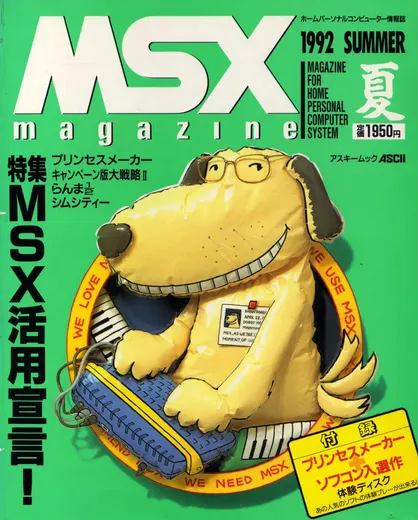 ホームパーソナルコンピューター情報誌
MSX
magazine
1992 SUMMER
MAGAZINE
FOR
HOME
PERSONAL
COMPUTER
SYSTEM
夏
定価1950円
アスキームック ASCII
特集
MSX活用宣言!
プリンセスメーカー
キャンペーン版大戦略II
らんま1/2
シムシティー
WE LOVE M
WE USE MSX
WE NEED MSX
付録
プリンセスメーカー
+
ソフコン入選作
体験ディスク
あの人気のソフトの体験プレーが出来る!